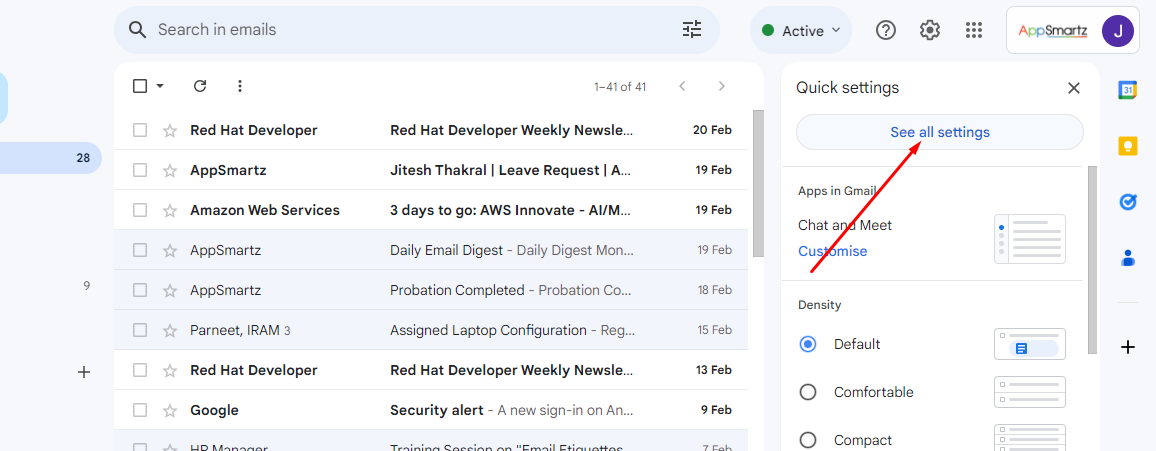 Search in emails
Active
AppSmartz
J
1–41 of 41
28
9
Red Hat Developer Red Hat Developer Weekly Newsle... 20 Feb
AppSmartz Jitesh Thakral | Leave Request | A... 19 Feb
Amazon Web Services 3 days to go: AWS Innovate - AI/M... 19 Feb
AppSmartz Daily Email Digest - Daily Digest Mon... 19 Feb
AppSmartz Probation Completed - Probation Co... 18 Feb
Parneet, IRAM 3 Assigned Laptop Configuration - Reg... 15 Feb
Red Hat Developer Red Hat Developer Weekly Newsle... 13 Feb
Google Security alert - A new sign-in on An... 9 Feb
HR Manager Training Session on "Email Etiquettes 7 Feb
Quick settings
See all settings
Apps in Gmail
Chat and Meet
Customise
Density
Default
Comfortable
Compact
31